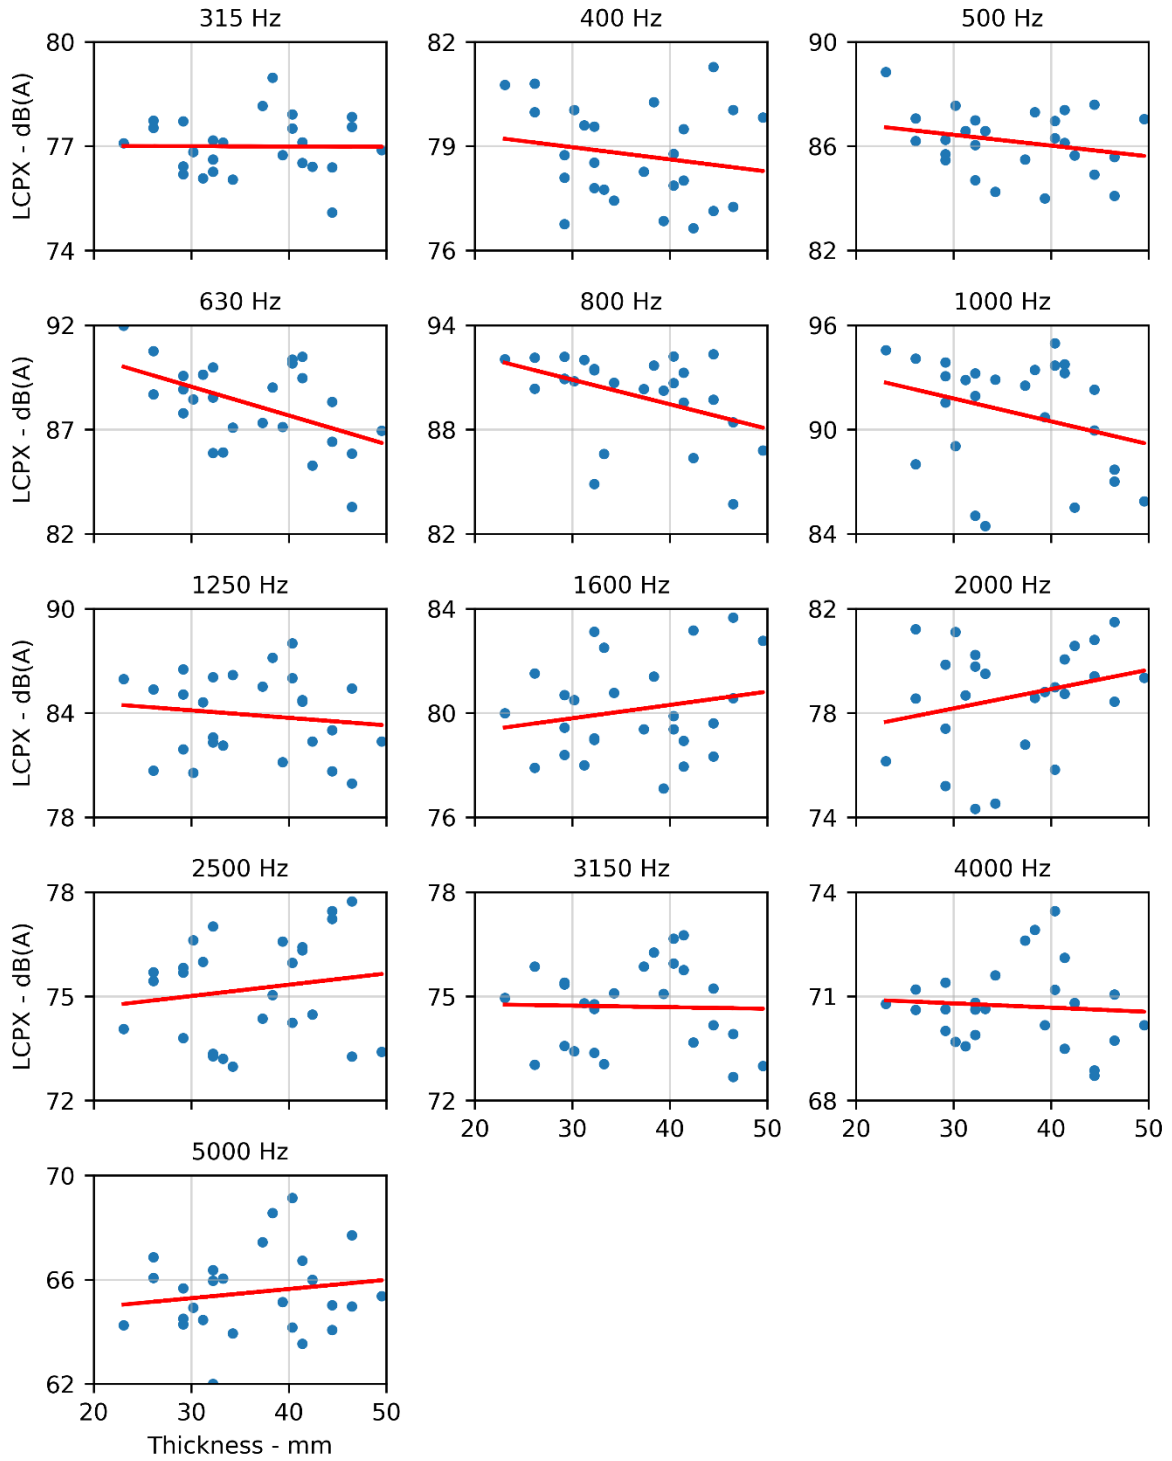 315 Hz
400 Hz
500 Hz
80
77
74
LCPX - dB(A)
82
79
76
90
86
82
630 Hz
800 Hz
1000 Hz
92
87
82
LCPX - dB(A)
94
88
82
96
90
84
1250 Hz
1600 Hz
2000 Hz
90
84
78
LCPX - dB(A)
84
80
76
82
78
74
2500 Hz
3150 Hz
4000 Hz
78
75
72
LCPX - dB(A)
78
75
72
20 30 40 50
74
71
68
20 30 40 50
5000 Hz
70
66
62
LCPX - dB(A)
20 30 40 50
Thickness - mm